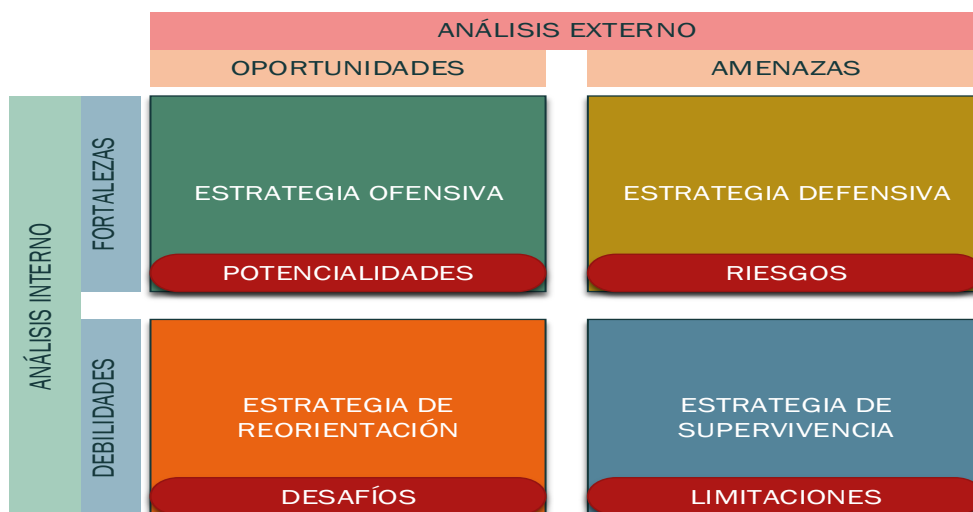 ANÁLISIS EXTERNO
OPORTUNIDADES
AMENAZAS
ANÁLISIS INTERNO
FORTALEZAS
ESTRATEGIA OFENSIVA
POTENCIALIDADES
ESTRATEGIA DEFENSIVA
RIESGOS
DEBILIDADES
ESTRATEGIA DE
REORIENTACIÓN
DESAFÍOS
ESTRATEGIA DE
SUPERVIVENCIA
LIMITACIONES